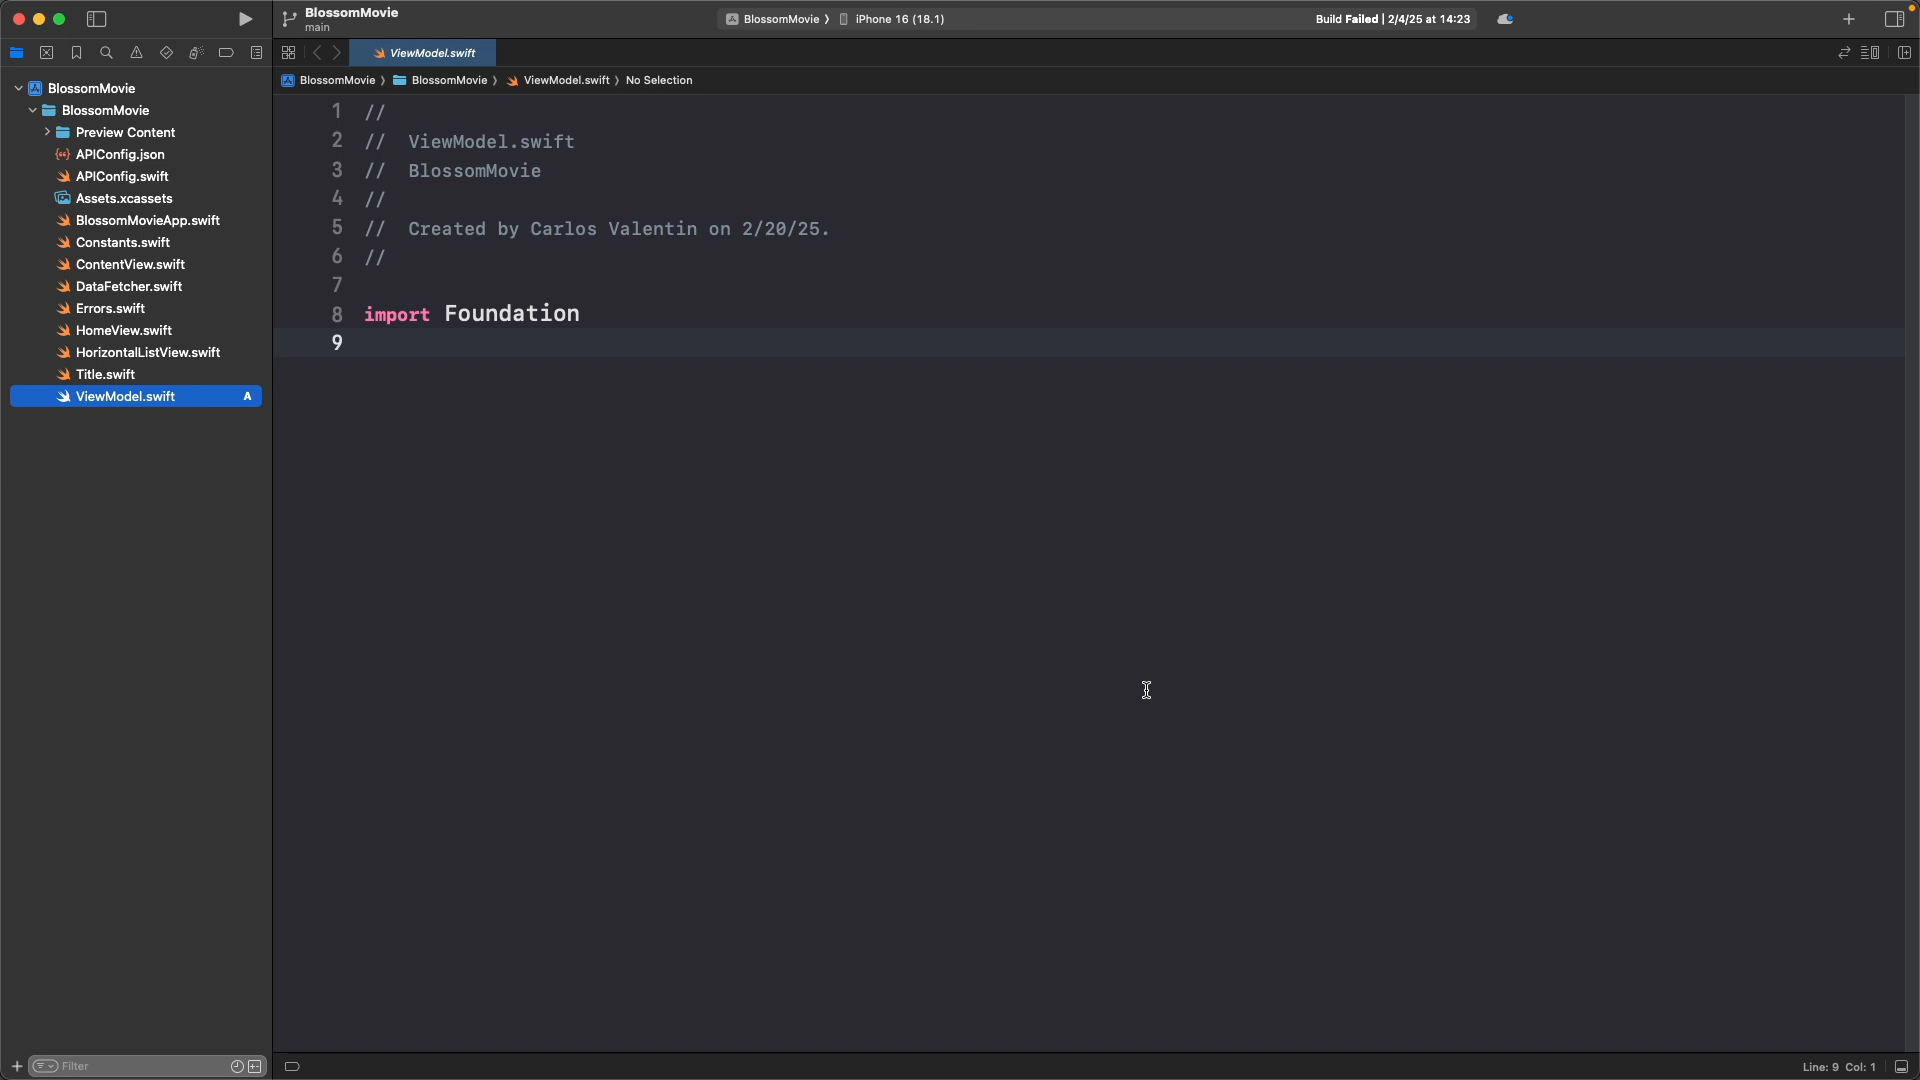 BlossomMovie
main
BlossomMovie 〉 iPhone 16 (18.1)
Build Failed | 2/4/25 at 14:23
ViewModel.swift
BlossomMovie 〉 BlossomMovie 〉 ViewModel.swift 〉 No Selection
BlossomMovie
BlossomMovie
Preview Content
APIConfig.json
APIConfig.swift
Assets.xcassets
BlossomMovieApp.swift
Constants.swift
ContentView.swift
DataFetcher.swift
Errors.swift
HomeView.swift
HorizontalListView.swift
Title.swift
ViewModel.swift A
1 //
2 //  ViewModel.swift
3 //  BlossomMovie
4 //
5 //  Created by Carlos Valentin on 2/20/25.
6 //
7
8 import Foundation
9
Filter
Line: 9 Col: 1